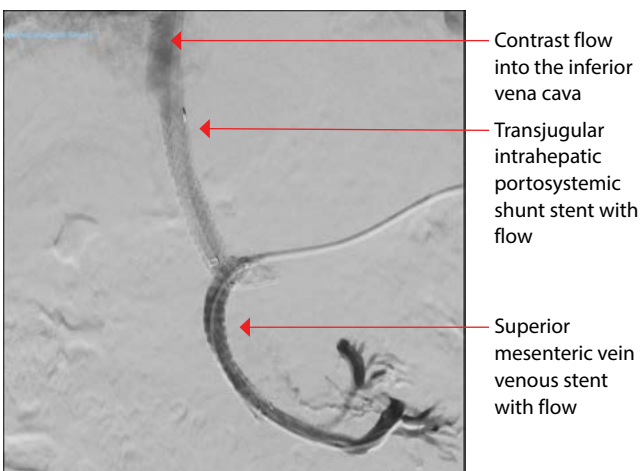 Contrast flow
into the inferior
vena cava
Transjugular
intrahepatic
portosystemic
shunt stent with
flow
Superior
mesenteric vein
venous stent
with flow